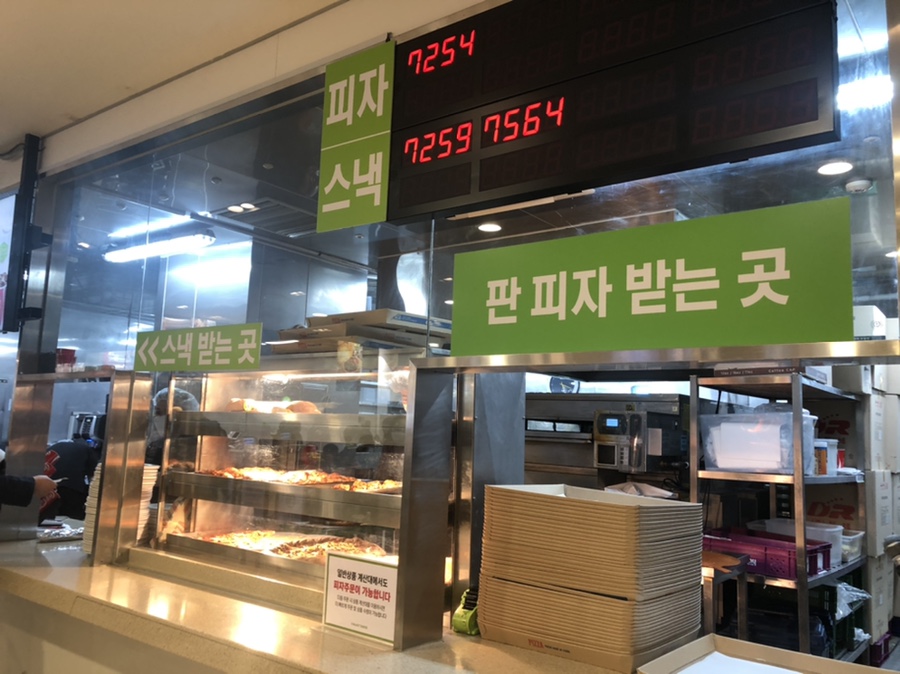 피자
7254
스낵
7259 7564
판 피자 받는 곳
<< 스낵 받는 곳
일반상품 계산대에서도
피자주문이 가능합니다
PIZZA